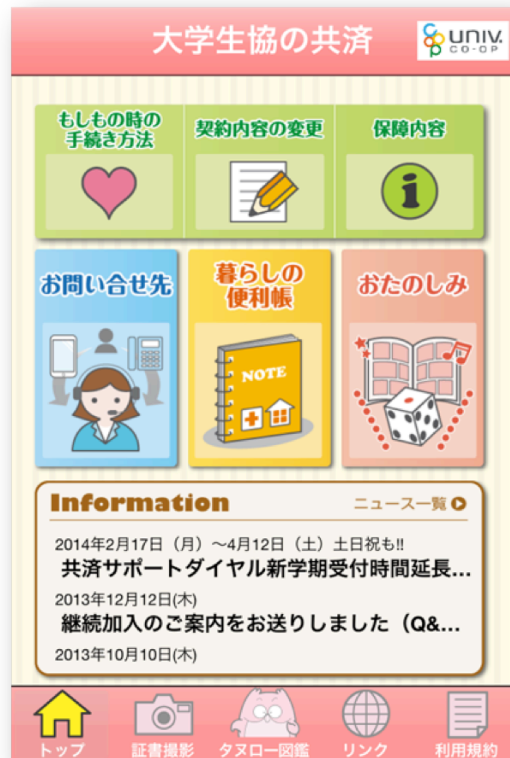 大学生協の共済
UNIV.
CO-OP
もしもの時の
手続き方法
契約内容の変更
保障内容
お問い合せ先
暮らしの
便利帳
おたのしみ
NOTE
Information
ニュース一覧
2014年2月17日（月）〜4月12日（土）土日祝も!!
共済サポートダイヤル新学期受付時間延長...
2013年12月12日(木)
継続加入のご案内をお送りしました（Q&...
2013年10月10日(木)
トップ
証書撮影
タヌロー図鑑
リンク
利用規約